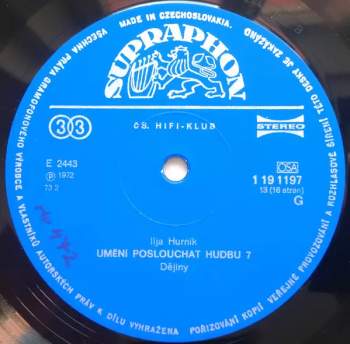 VŠECHNA PRÁVA GRAMOFONOVÉHO VÝROBCE A VLASTNÍKŮ AUTORSKÝCH PRÁV K DÍLU VYHRAŽENA
MADE IN CZECHOSLOVAKIA.
POŘIZOVÁNÍ KOPIÍ, VEŘEJNÉ PROVOZOVÁNÍ A ROZHLASOVÉ ŠÍŘENÍ TÉTO DESKY JE ZAKÁZÁNO
SUPRAPHON
33
ČS. HIFI-KLUB
STEREO
E 2443
Ⓟ 1972
73 2
OSA
1 19 1197
13 (16 stran)
G
Ilja Hurník
UMĚNÍ POSLOUCHAT HUDBU 7
Dějiny